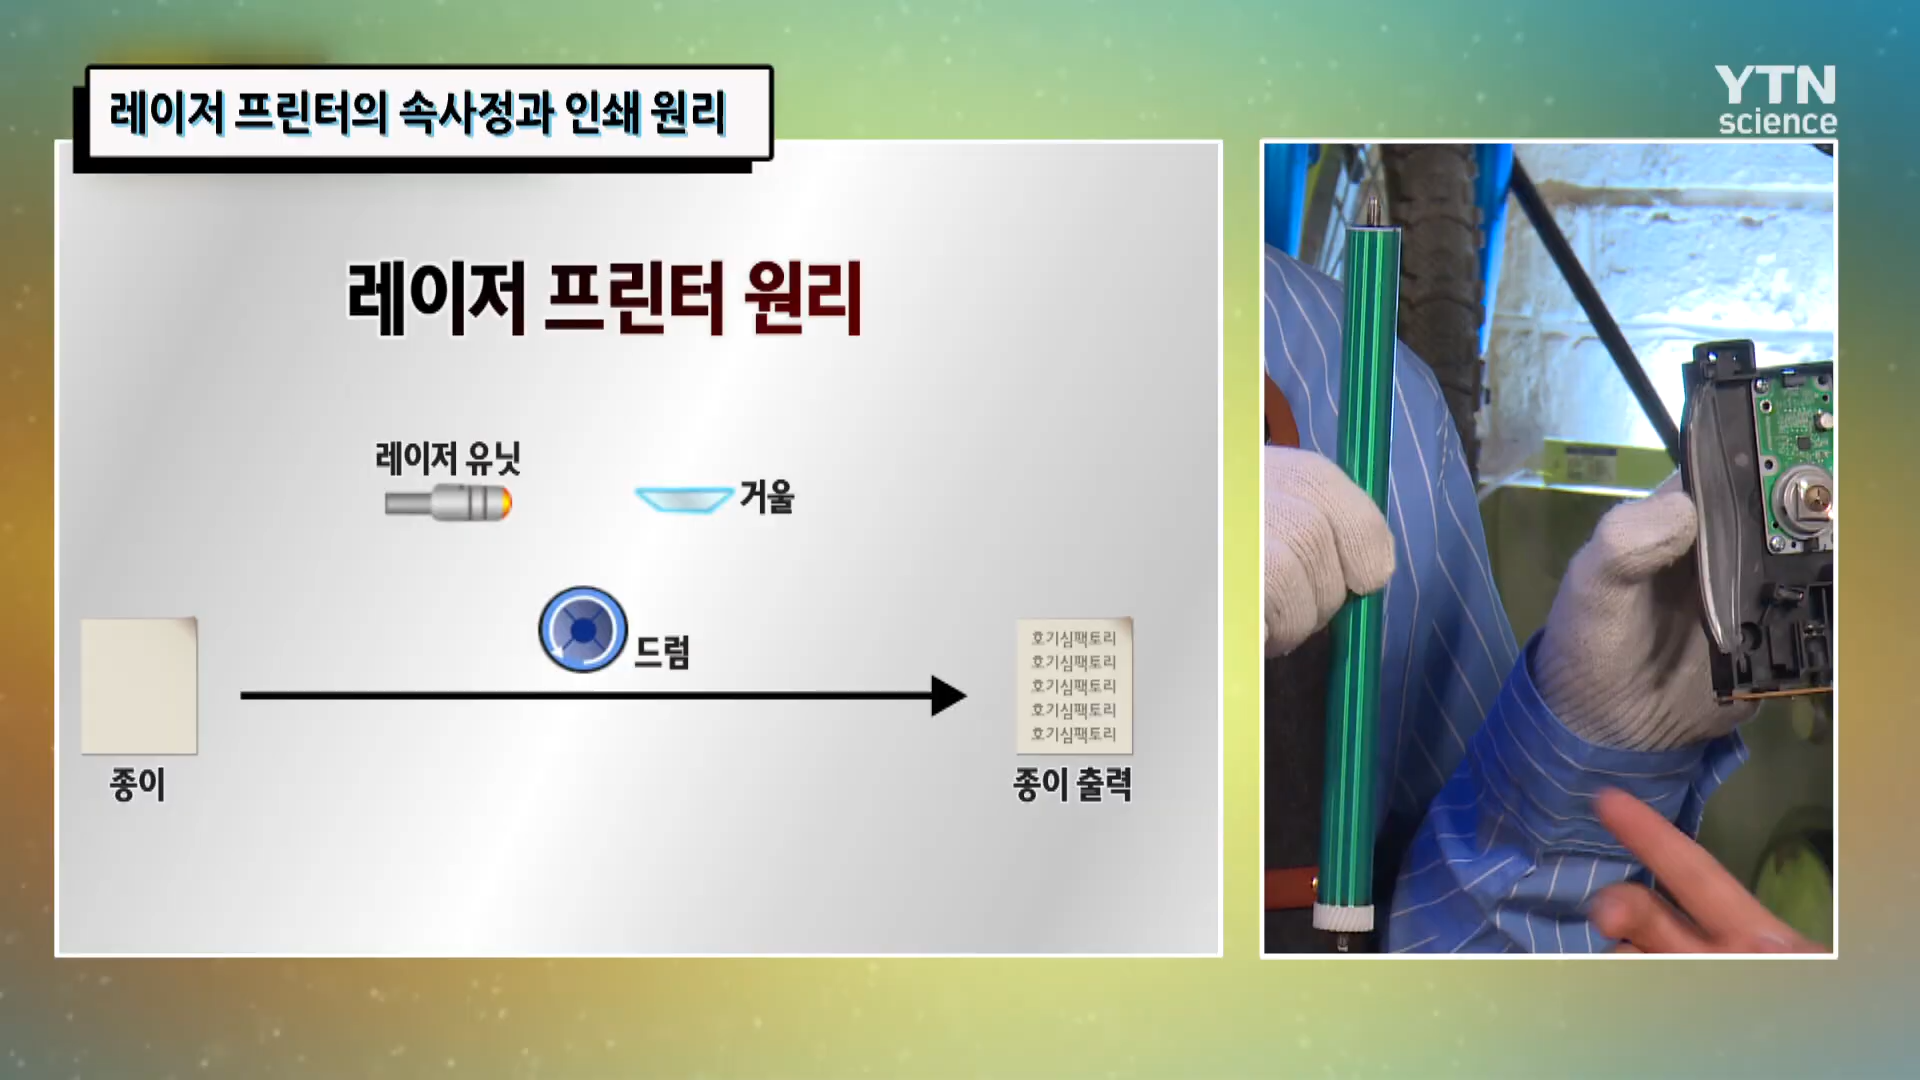 레이저 프린터의 속사정과 인쇄 원리
YTN
science
레이저 프린터 원리
레이저 유닛
거울
드럼
호기심팩토리
호기심팩토리
호기심팩토리
호기심팩토리
호기심팩토리
종이
종이 출력